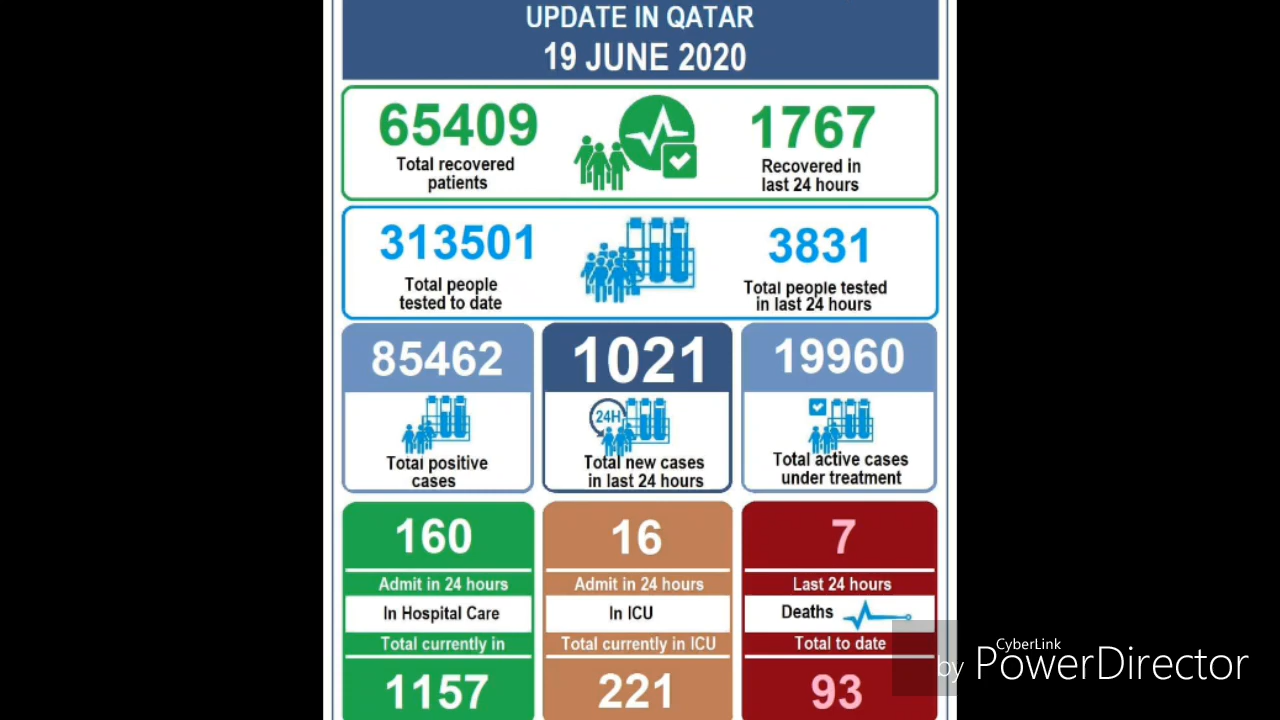 UPDATE IN QATAR
19 JUNE 2020
65409
Total recovered
patients
1767
Recovered in
last 24 hours
313501
Total people
tested to date
3831
Total people tested
in last 24 hours
85462
Total positive
cases
1021
24H
Total new cases
in last 24 hours
19960
Total active cases
under treatment
160
Admit in 24 hours
In Hospital Care
Total currently in
1157
16
Admit in 24 hours
In ICU
Total currently in ICU
221
7
Last 24 hours
Deaths
Total to date
93
CyberLink
by PowerDirector